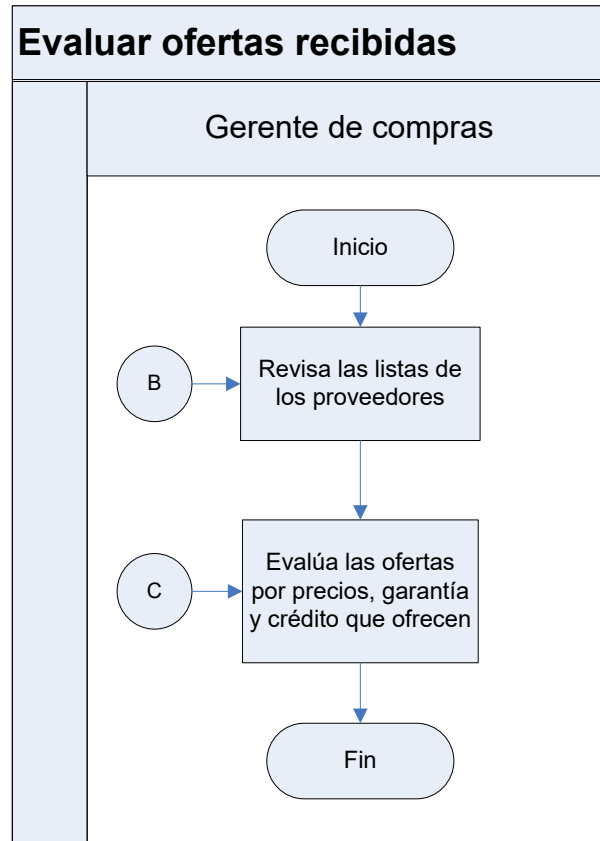 Evaluar ofertas recibidas
Gerente de compras
Inicio
B
Revisa las listas de
los proveedores
C
Evalúa las ofertas
por precios, garantía
y crédito que ofrecen
Fin